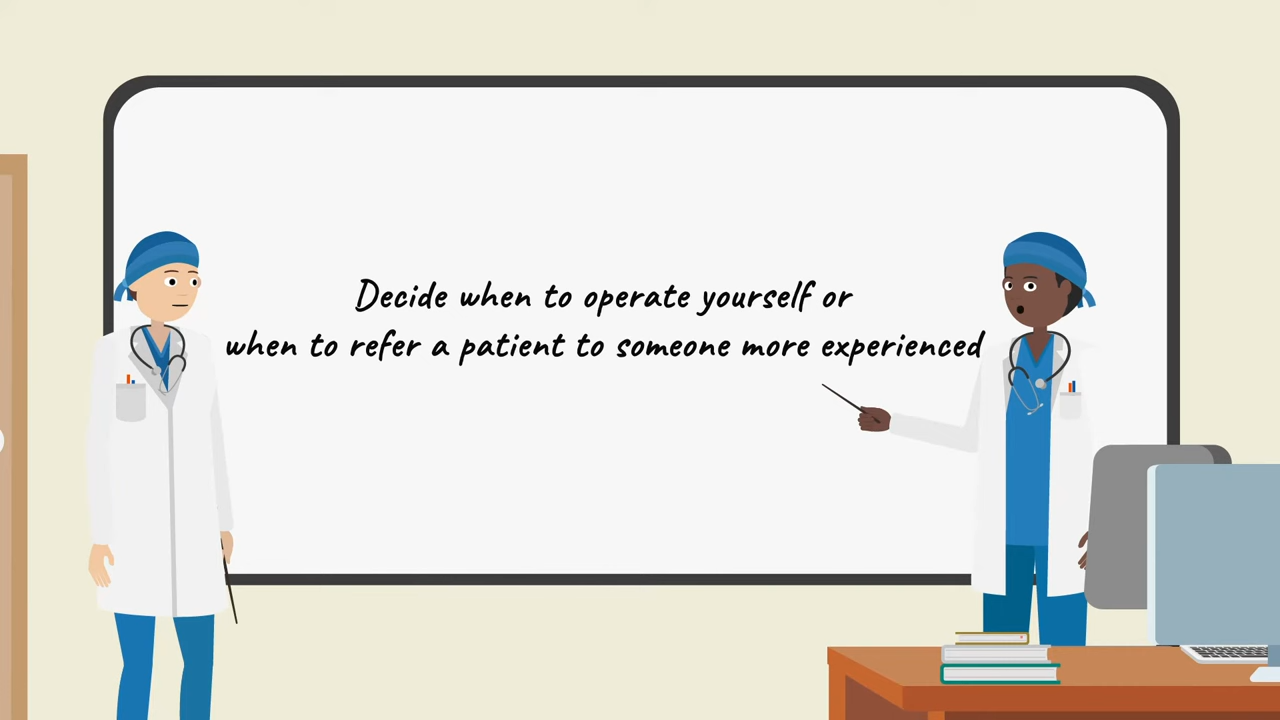 Decide when to operate yourself or
when to refer a patient to someone more experienced